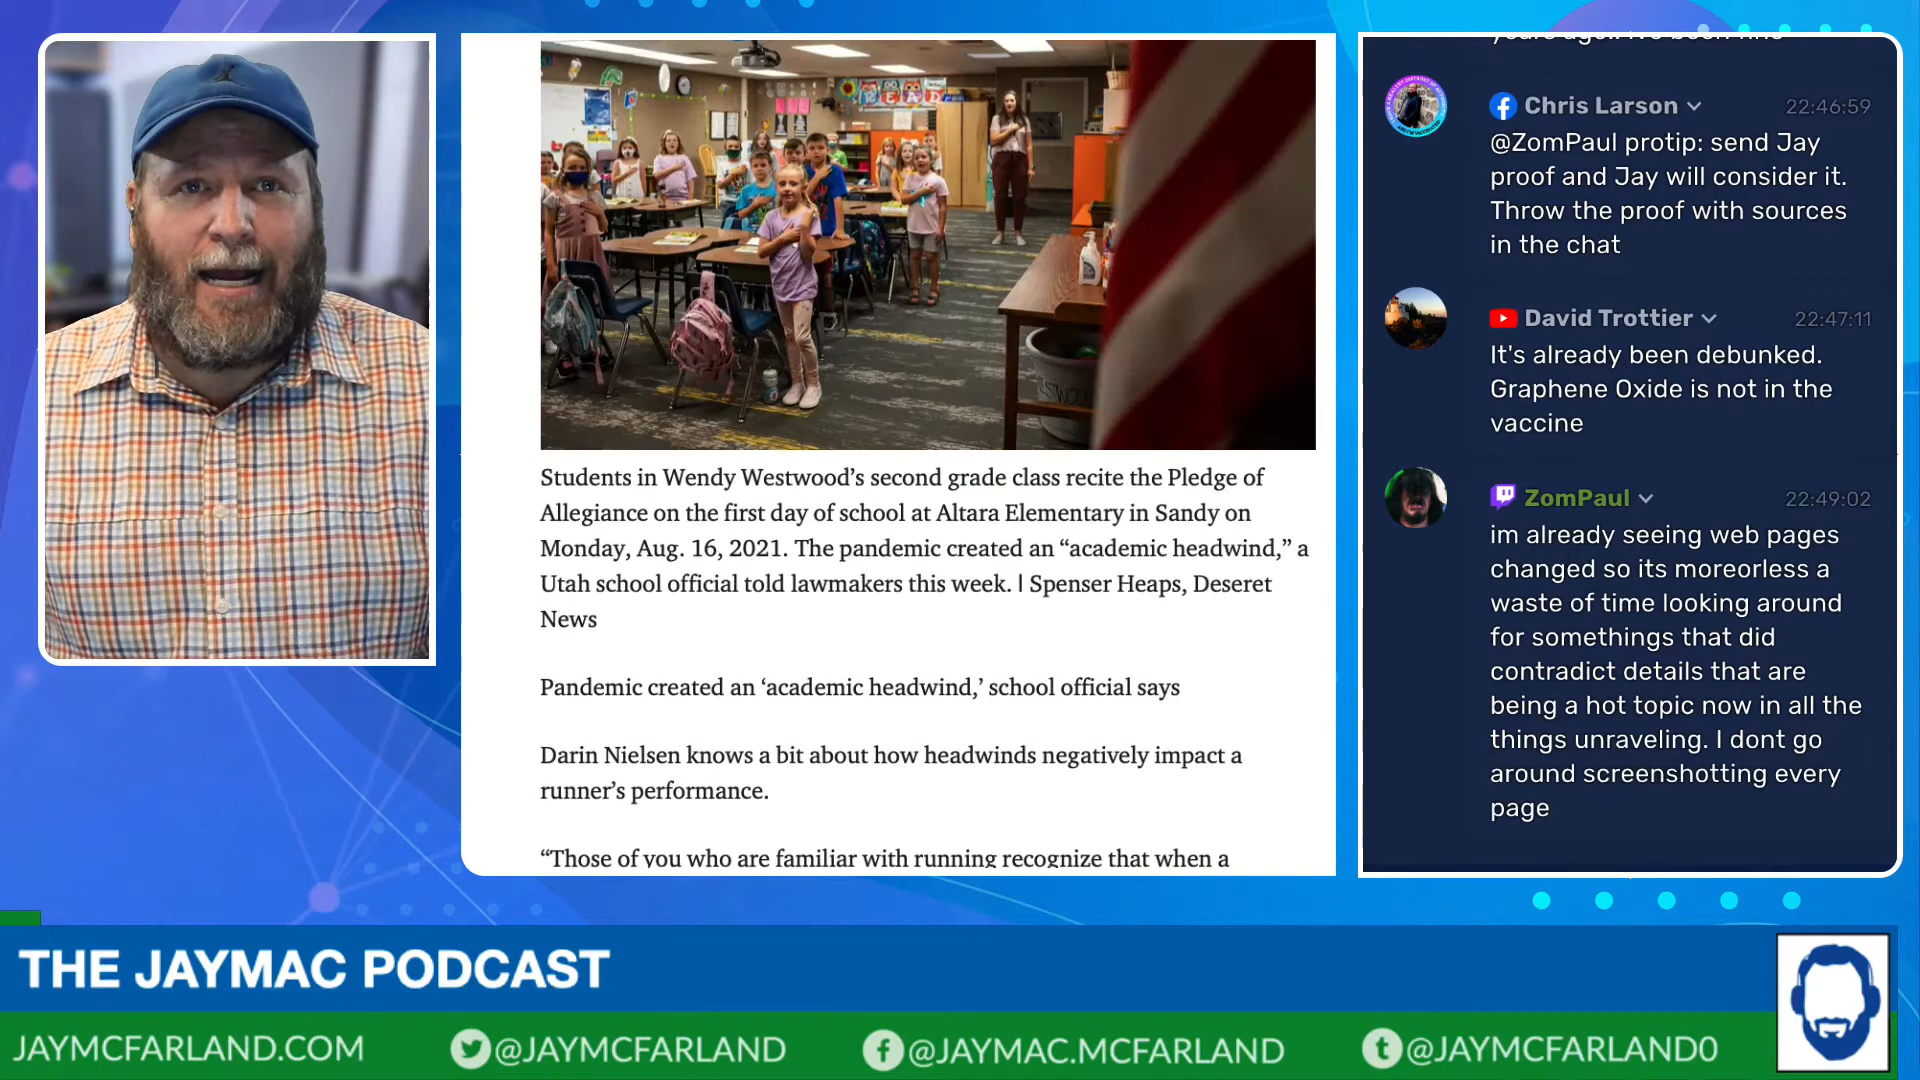 READ
Students in Wendy Westwood’s second grade class recite the Pledge of
Allegiance on the first day of school at Altara Elementary in Sandy on
Monday, Aug. 16, 2021. The pandemic created an “academic headwind,” a
Utah school official told lawmakers this week. | Spenser Heaps, Deseret
News
Pandemic created an ‘academic headwind,’ school official says
Darin Nielsen knows a bit about how headwinds negatively impact a
runner’s performance.
“Those of you who are familiar with running recognize that when a
Chris Larson 22:46:59
@ZomPaul protip: send Jay
proof and Jay will consider it.
Throw the proof with sources
in the chat
David Trottier 22:47:11
It's already been debunked.
Graphene Oxide is not in the
vaccine
ZomPaul 22:49:02
im already seeing web pages
changed so its moreorless a
waste of time looking around
for somethings that did
contradict details that are
being a hot topic now in all the
things unraveling. I dont go
around screenshotting every
page
THE JAYMAC PODCAST
JAYMCFARLAND.COM @JAYMCFARLAND @JAYMAC.MCFARLAND @JAYMCFARLAND0